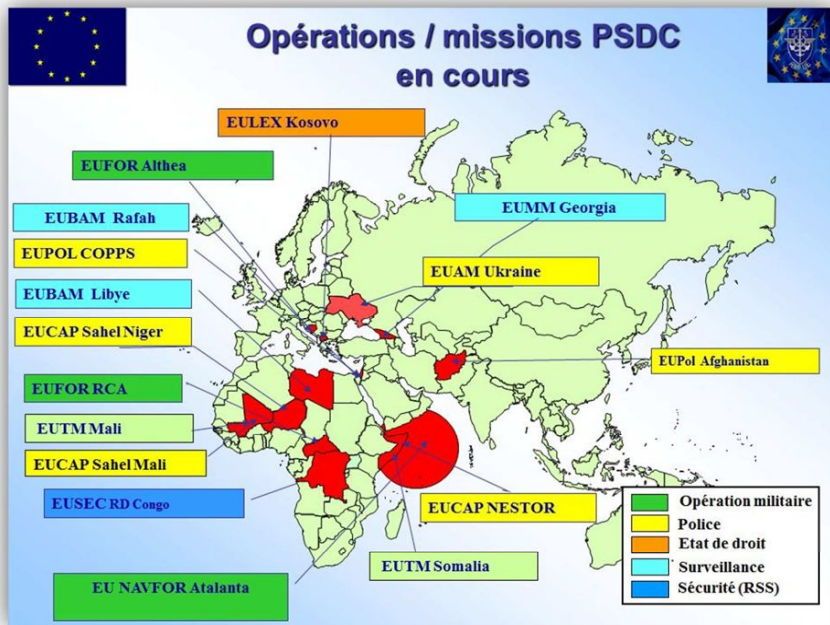 Opérations / missions PSDC
en cours
EULEX Kosovo
EUFOR Althea
EUBAM Rafah
EUMM Georgia
EUPOL COPPS
EUAM Ukraine
EUBAM Libye
EUCAP Sahel Niger
EUPol Afghanistan
EUFOR RCA
EUTM Mali
EUCAP Sahel Mali
EUSEC RD Congo
EUCAP NESTOR
EUTM Somalia
EU NAVFOR Atalanta
Opération militaire
Police
Etat de droit
Surveillance
Sécurité (RSS)